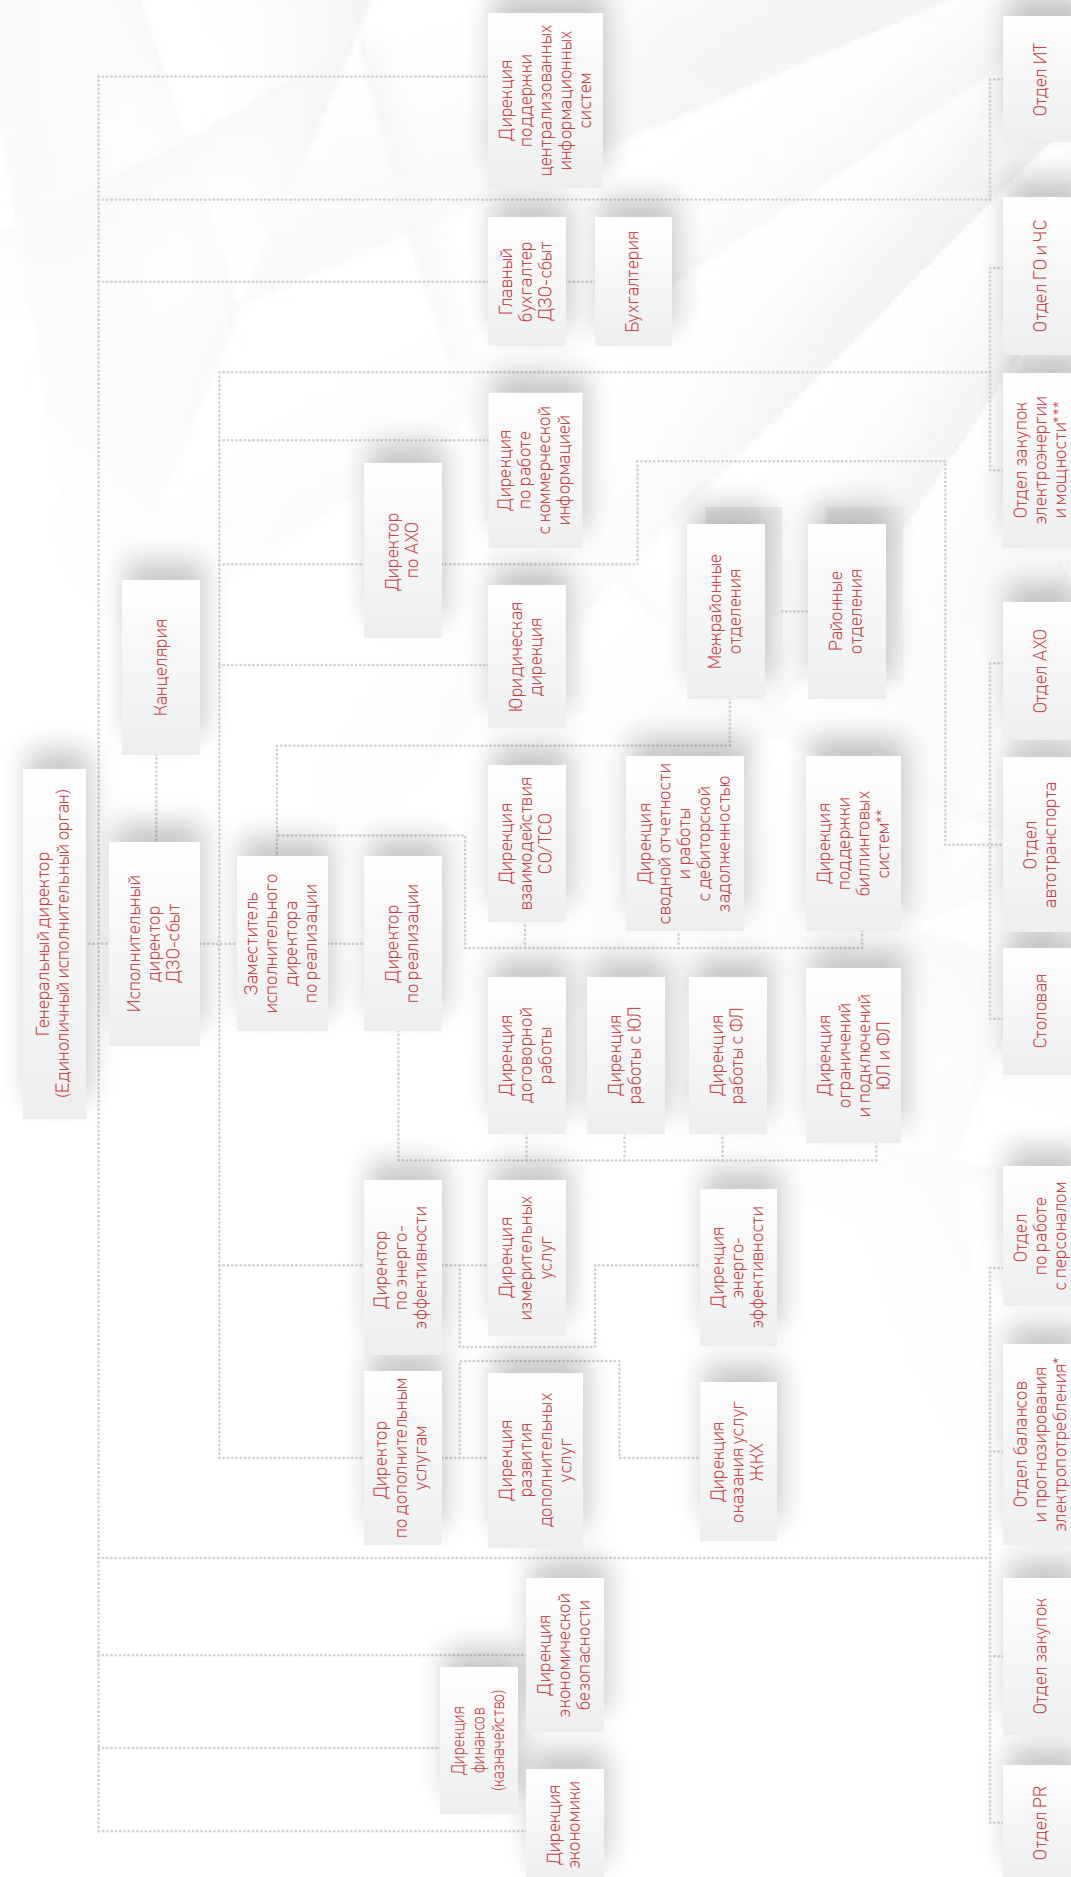 Генеральный директор
(Единоличный исполнительный орган)
Исполнительный
директор
ДЗО-сбыт
Канцелярия
Заместитель
исполнительного
директора
по реализации
Директор
по дополнительным
услугам
Директор
по энерго-
эффективности
Директор
по реализации
Директор
по АХО
Дирекция
финансов
(казначейство)
Дирекция
экономики
Дирекция
экономической
безопасности
Дирекция
развития
дополнительных
услуг
Дирекция
измерительных
услуг
Дирекция
договорной
работы
Дирекция
взаимодействия
СО/ТСО
Юридическая
дирекция
Дирекция
по работе
с коммерческой
информацией
Главный
бухгалтер
ДЗО-сбыт
Дирекция
поддержки
централизованных
информационных
систем
Дирекция
работы с ЮЛ
Дирекция
сводной отчетности
и работы
с дебиторской
задолженностью
Бухгалтерия
Дирекция
оказания услуг
ЖКХ
Дирекция
энерго-
эффективности
Дирекция
работы с ФЛ
Межрайонные
отделения
Дирекция
ограничений
и подключений
ЮЛ и ФЛ
Дирекция
поддержки
биллинговых
систем**
Районные
отделения
Отдел PR
Отдел закупок
Отдел балансов
и прогнозирования
электропотребления*
Отдел
по работе
с персоналом
Столовая
Отдел
автотранспорта
Отдел АХО
Отдел закупок
электроэнергии
и мощности***
Отдел ГО и ЧС
Отдел ИТ